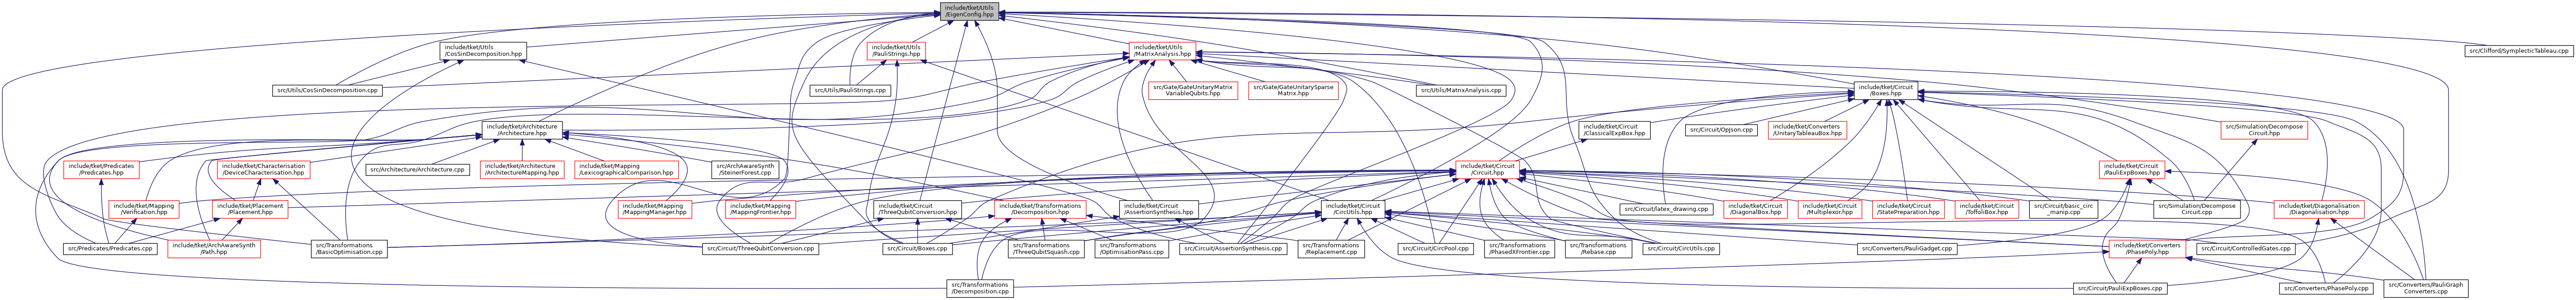 include/tket/Utils
/EigenConfig.hpp
include/tket/Utils
/CosSinDecomposition.hpp
include/tket/Utils
/PauliStrings.hpp
include/tket/Utils
/MatrixAnalysis.hpp
src/Clifford/SymplecticTableau.cpp
src/Utils/CosSinDecomposition.cpp
src/Utils/PauliStrings.cpp
src/Gate/GateUnitaryMatrix
VariableQubits.hpp
src/Gate/GateUnitarySparse
Matrix.hpp
src/Utils/MatrixAnalysis.cpp
include/tket/Circuit
/Boxes.hpp
include/tket/Architecture
/Architecture.hpp
include/tket/Circuit
/ClassicalExpBox.hpp
src/Circuit/OpJson.cpp
include/tket/Converters
/UnitaryTableauBox.hpp
src/Simulation/Decompose
Circuit.hpp
include/tket/Predicates
/Predicates.hpp
include/tket/Characterisation
/DeviceCharacterisation.hpp
src/Architecture/Architecture.cpp
include/tket/Architecture
/ArchitectureMapping.hpp
include/tket/Mapping
/LexicographicalComparison.hpp
src/ArchAwareSynth
/SteinerForest.cpp
include/tket/Circuit
/Circuit.hpp
include/tket/Circuit
/PauliExpBoxes.hpp
include/tket/Mapping
/Verification.hpp
include/tket/Placement
/Placement.hpp
include/tket/Mapping
/MappingManager.hpp
include/tket/Mapping
/MappingFrontier.hpp
include/tket/Circuit
/ThreeQubitConversion.hpp
include/tket/Transformations
/Decomposition.hpp
include/tket/Circuit
/AssertionSynthesis.hpp
include/tket/Circuit
/CircUtils.hpp
src/Circuit/latex_drawing.cpp
include/tket/Circuit
/DiagonalBox.hpp
include/tket/Circuit
/Multiplexor.hpp
include/tket/Circuit
/StatePreparation.hpp
include/tket/Circuit
/ToffoliBox.hpp
src/Circuit/basic_circ
_manip.cpp
src/Simulation/Decompose
Circuit.cpp
include/tket/Diagonalisation
/Diagonalisation.hpp
src/Predicates/Predicates.cpp
include/tket/ArchAwareSynth
/Path.hpp
src/Transformations
/BasicOptimisation.cpp
src/Circuit/ThreeQubitConversion.cpp
src/Circuit/Boxes.cpp
src/Transformations
/ThreeQubitSquash.cpp
src/Transformations
/OptimisationPass.cpp
src/Circuit/AssertionSynthesis.cpp
src/Transformations
/Replacement.cpp
src/Circuit/CircPool.cpp
src/Transformations
/PhasedXFrontier.cpp
src/Transformations
/Rebase.cpp
src/Circuit/CircUtils.cpp
src/Converters/PauliGadget.cpp
include/tket/Converters
/PhasePoly.hpp
src/Circuit/ControlledGates.cpp
src/Transformations
/Decomposition.cpp
src/Circuit/PauliExpBoxes.cpp
src/Converters/PhasePoly.cpp
src/Converters/PauliGraph
Converters.cpp